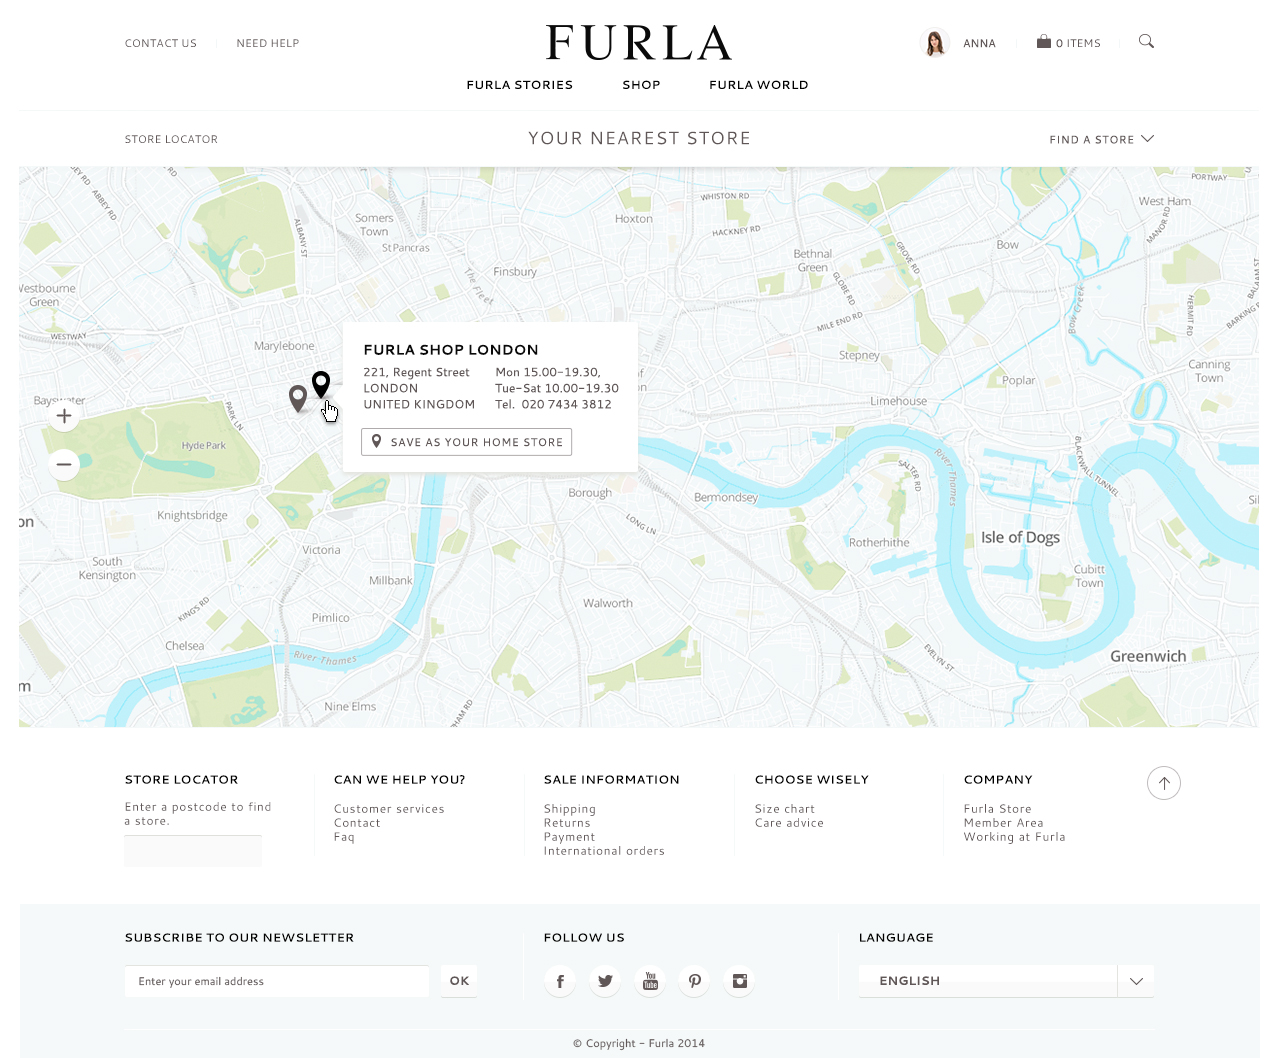 CONTACT US
NEED HELP
FURLA
ANNA
0 ITEMS
FURLA STORIES
SHOP
FURLA WORLD
STORE LOCATOR
YOUR NEAREST STORE
FIND A STORE
ABBEY RD
ALBANY ST
Somers
Town
St Pancras
Hoxton
WHISTON RD
HACKNEY RD
GROVE RD
Bow
West Ham
PORTWAY
MANOR RD
Finsbury
The Fleet
Bethnal
Green
GLOBE RD
MILE END RD
Bow Creek
HERMIT RD
Westbourne
Green
WESTWAY
Marylebone
Stepney
Poplar
Canning
Town
Limehouse
FURLA SHOP LONDON
221, Regent Street
LONDON
UNITED KINGDOM
Mon 15.00-19.30,
Tue-Sat 10.00-19.30
Tel. 020 7434 3812
SAVE AS YOUR HOME STORE
PARK LN
Hyde Park
Knightsbridge
Borough
Bermondsey
LONG LN
SALTER RD
River Thames
BLACKWALL TUNNEL
Rotherhithe
Isle of Dogs
Cubitt
Town
South
Kensington
Victoria
Millbank
KINGS RD
Pimlico
Walworth
Chelsea
River Thames
EVELYN ST
Greenwich
Nine Elms
STORE LOCATOR
Enter a postcode to find
a store.
CAN WE HELP YOU?
Customer services
Contact
Faq
SALE INFORMATION
Shipping
Returns
Payment
International orders
CHOOSE WISELY
Size chart
Care advice
COMPANY
Furla Store
Member Area
Working at Furla
SUBSCRIBE TO OUR NEWSLETTER
Enter your email address
OK
FOLLOW US
You
Tube
LANGUAGE
ENGLISH
© Copyright - Furla 2014